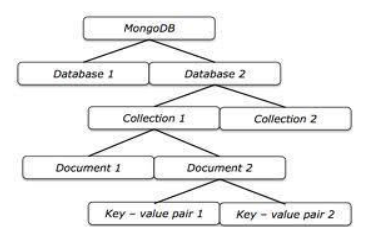 MongoDB
Database 1
Database 2
Collection 1
Collection 2
Document 1
Document 2
Key – value pair 1
Key – value pair 2